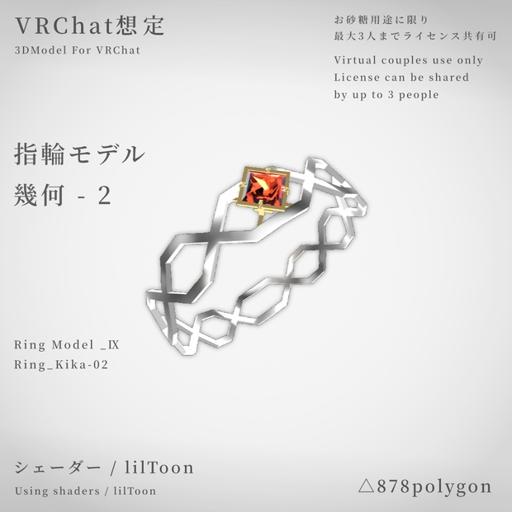 VRChat想定
3DModel For VRChat
お砂糖用途に限り
最大3人までライセンス共有可
Virtual couples use only
License can be shared
by up to 3 people
指輪モデル
幾何 - 2
Ring Model _Ⅸ
Ring_Kika-02
シェーダー / lilToon
Using shaders / lilToon
△878polygon